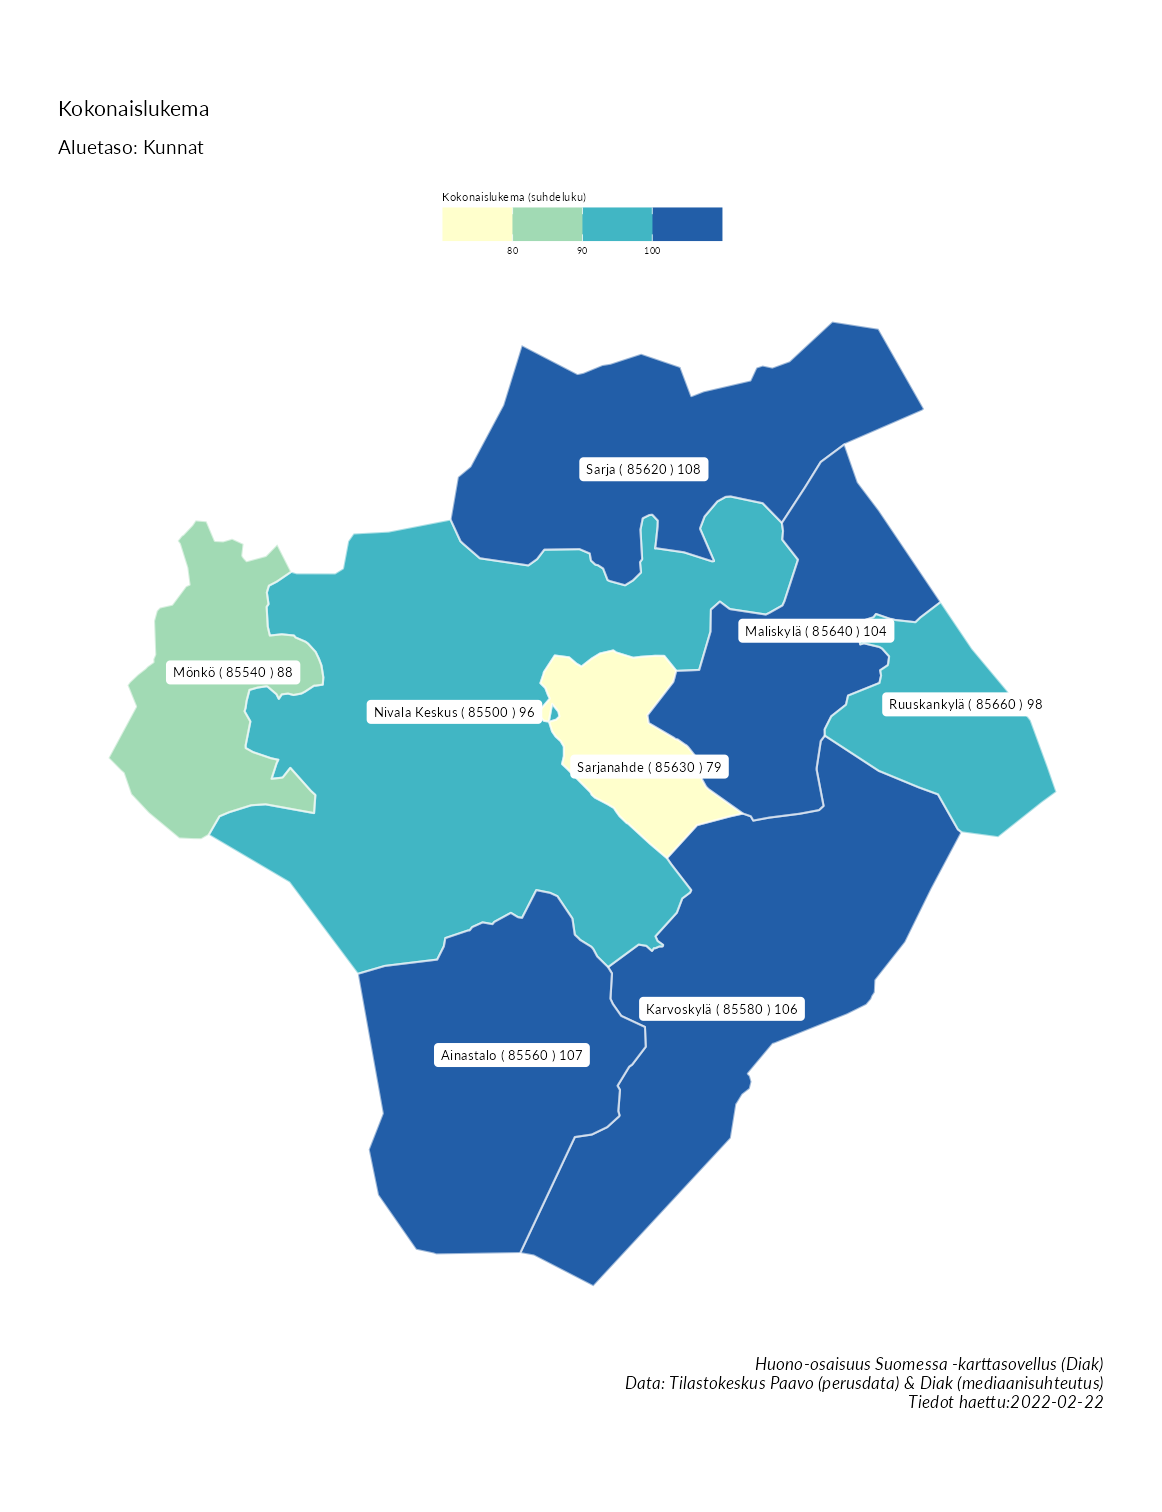 Kokonaislukema
Aluetaso: Kunnat
Kokonaislukema (suhdeluku)
80 90 100
Sarja ( 85620 ) 108
Maliskylä ( 85640 ) 104
Mönkö ( 85540 ) 88
Ruuskankylä ( 85660 ) 98
Nivala Keskus ( 85500 ) 96
Sarjanahde ( 85630 ) 79
Karvoskylä ( 85580 ) 106
Ainastalo ( 85560 ) 107
Huono-osaisuus Suomessa -karttasovellus (Diak)
Data: Tilastokeskus Paavo (perusdata) & Diak (mediaanisuhteutus)
Tiedot haettu:2022-02-22